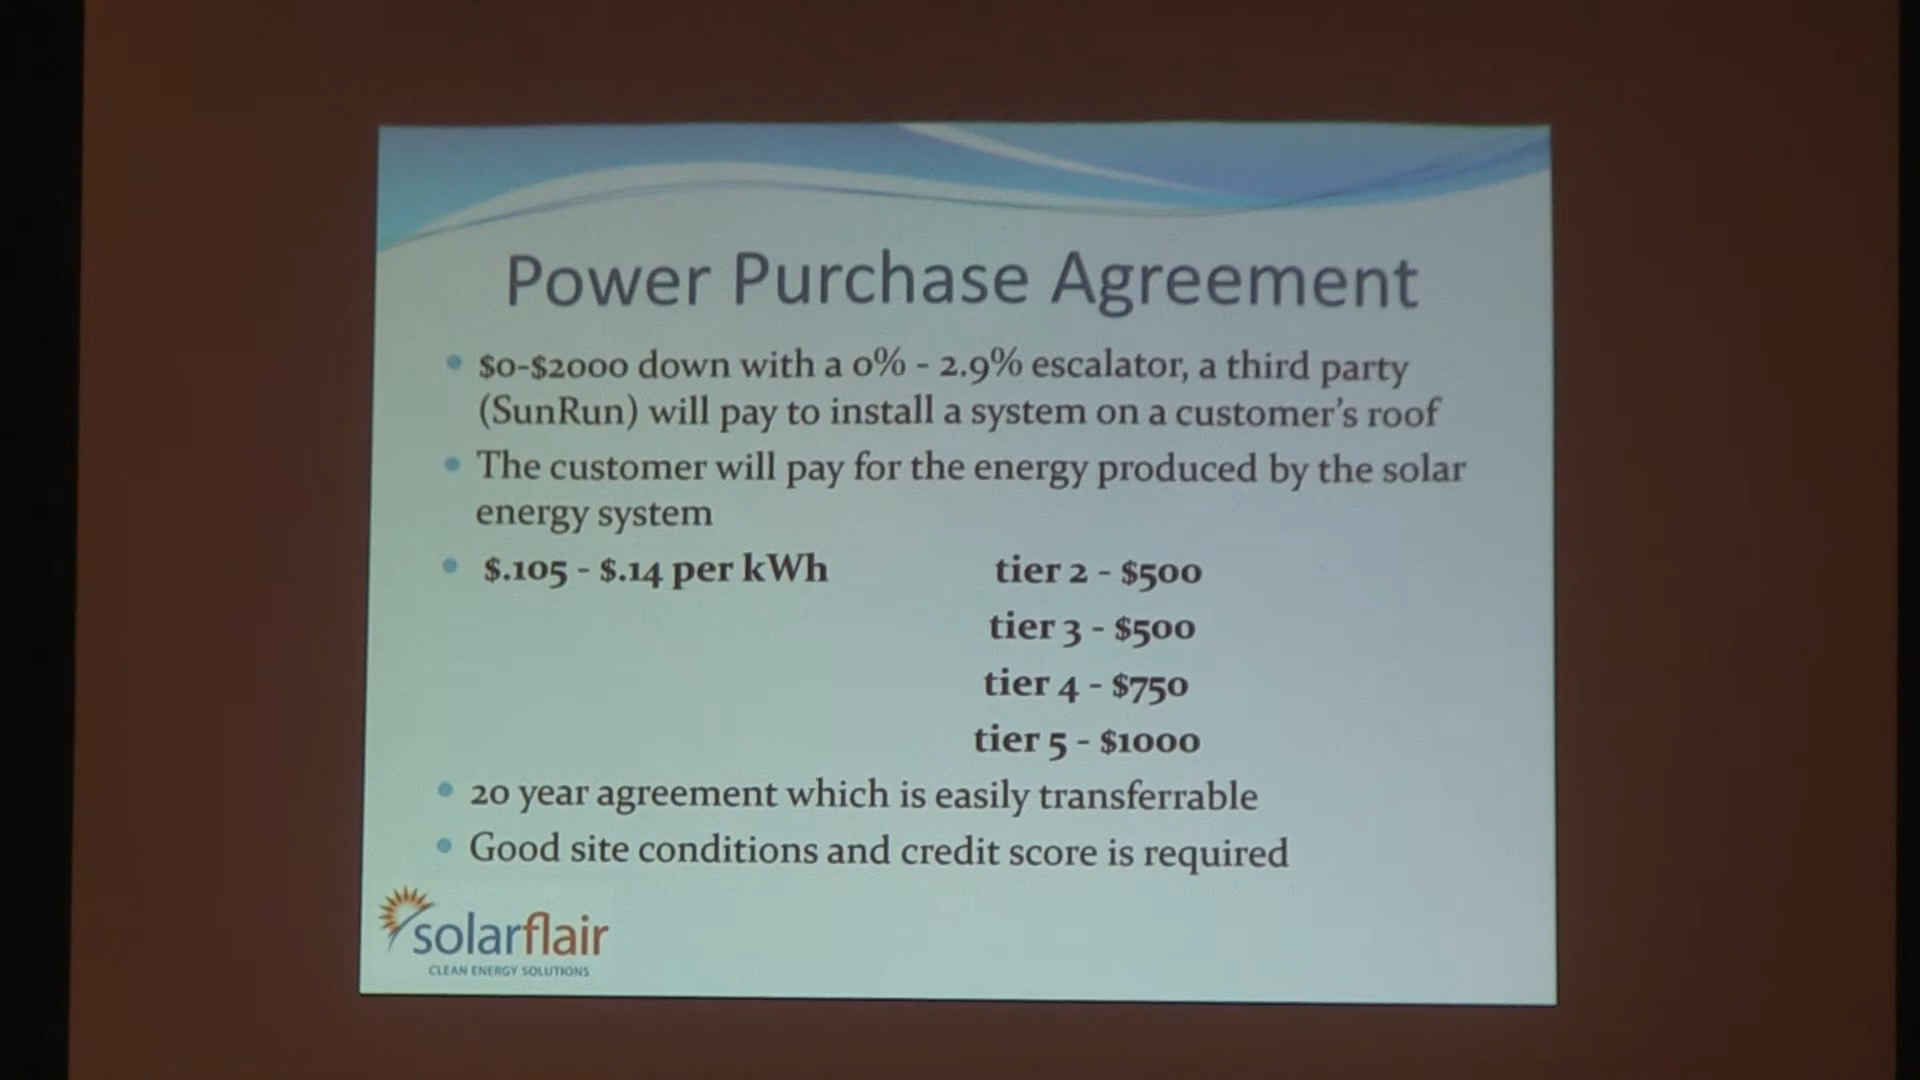 Power Purchase Agreement
$0-$2000 down with a 0% - 2.9% escalator, a third party
(SunRun) will pay to install a system on a customer's roof
The customer will pay for the energy produced by the solar
energy system
$.105 - $.14 per kWh tier 2 - $500
tier 3 - $500
tier 4 - $750
tier 5 - $1000
20 year agreement which is easily transferrable
Good site conditions and credit score is required
solarflair
CLEAN ENERGY SOLUTIONS